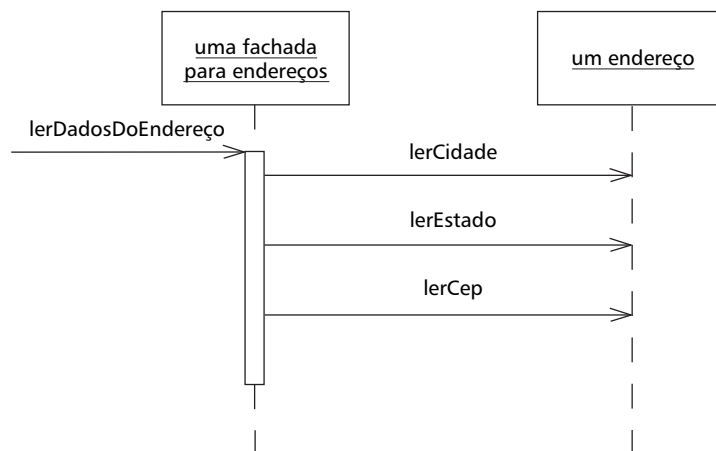 uma fachada
para endereços
um endereço
lerDadosDoEndereço
lerCidade
lerEstado
lerCep